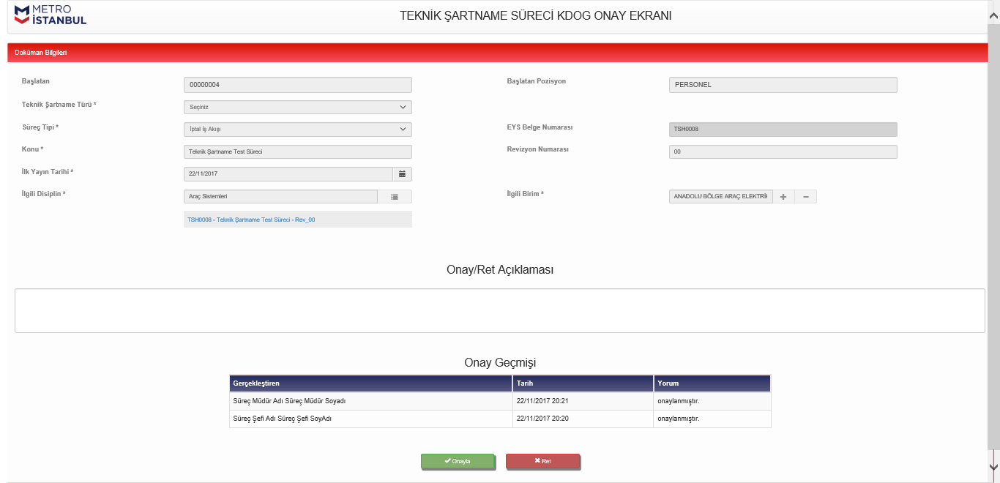 METRO
İSTANBUL
TEKNİK ŞARTNAME SÜRECİ KDOG ONAY EKRANI
Doküman Bilgileri
Başlatan 00000004 Başlatan Pozisyon PERSONEL
Teknik Şartname Türü * Seçiniz
Süreç Tipi * İptal İş Akışı EYS Belge Numarası TSH0008
Konu * Teknik Şartname Test Süreci Revizyon Numarası 00
İlk Yayın Tarihi * 22/11/2017
İlgili Disiplin * Araç Sistemleri İlgili Birim * ANADOLU BÖLGE ARAÇ ELEKTRİK
TSH0008 - Teknik Şartname Test Süreci - Rev_00
Onay/Ret Açıklaması
Onay Geçmişi
Gerçekleştiren Tarih Yorum
Süreç Müdür Adı Süreç Müdür Soyadı 22/11/2017 20:21 onaylanmıştır.
Süreç Şefi Adı Süreç Şefi SoyAdı 22/11/2017 20:20 onaylanmıştır.
Onayla Ret